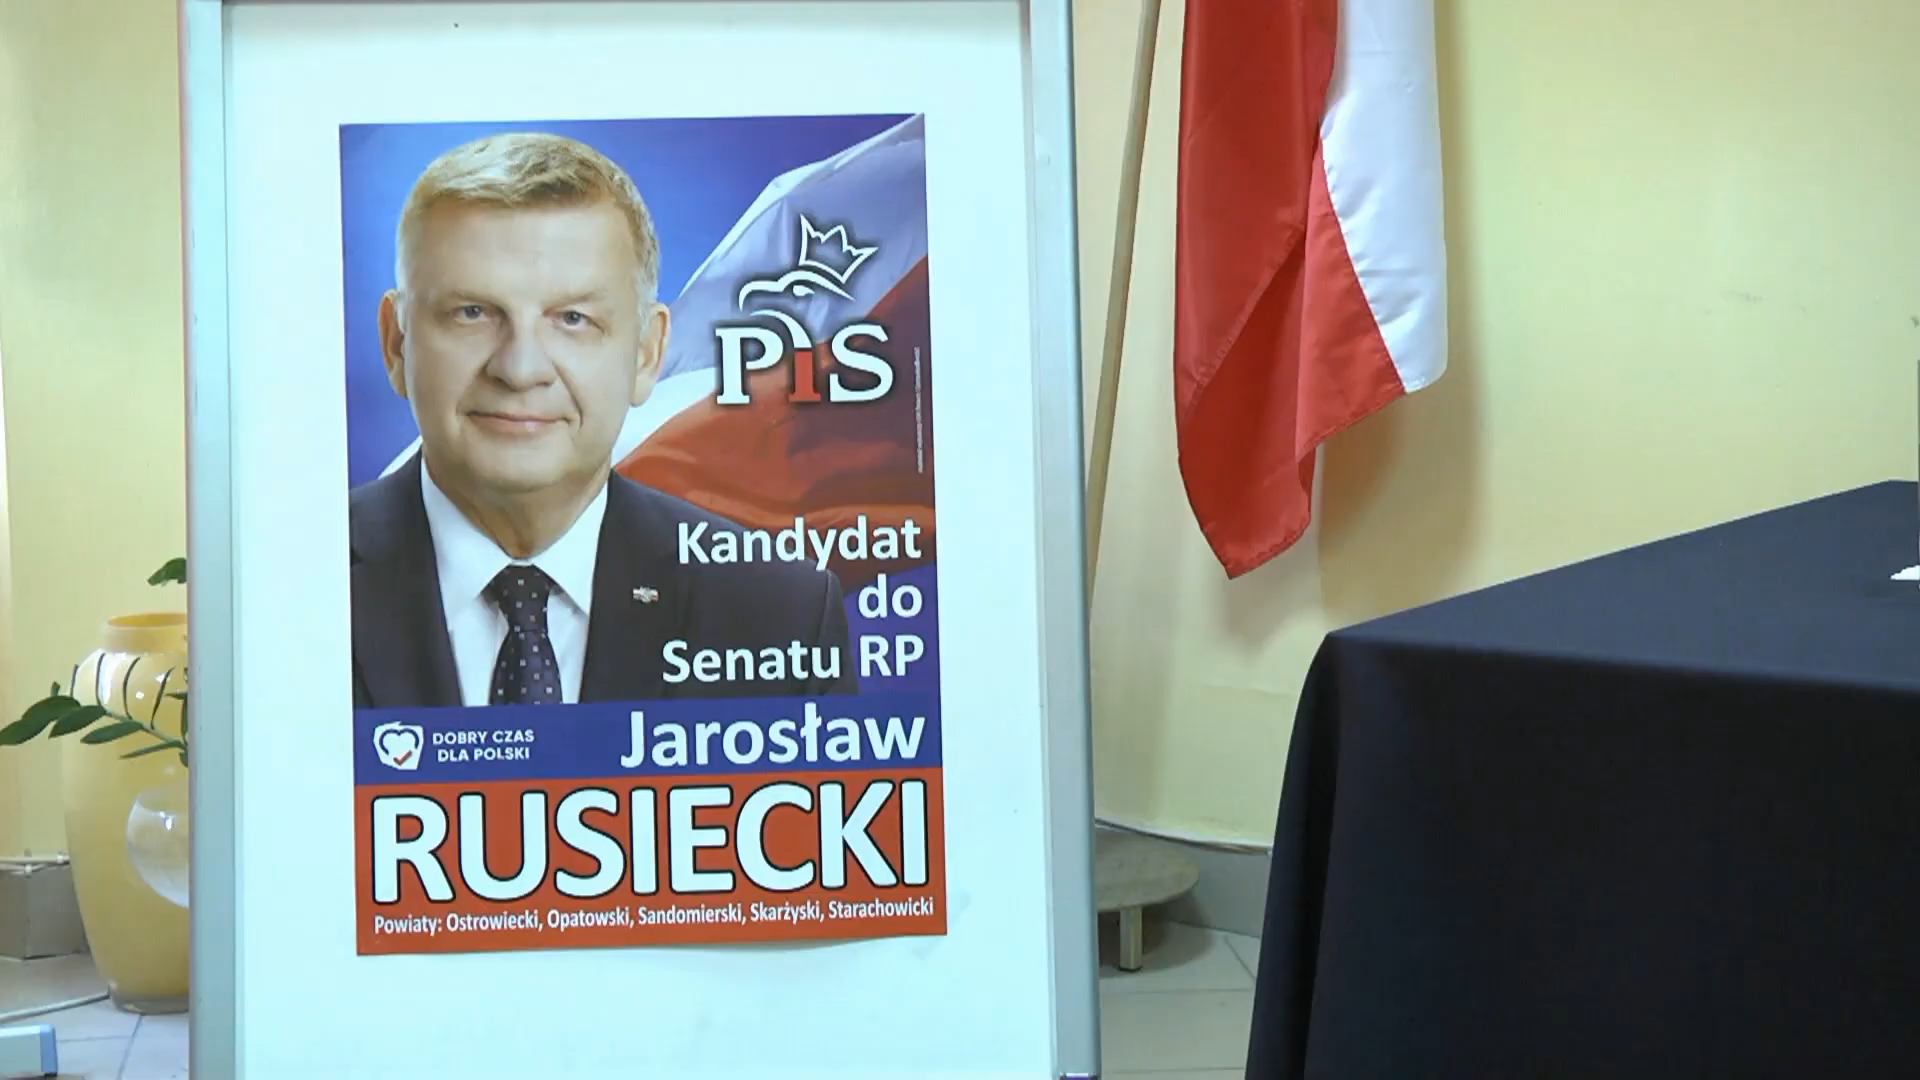 PiS
Kandydat
do
Senatu RP
DOBRY CZAS
DLA POLSKI
Jarosław
RUSIECKI
Powiaty: Ostrowiecki, Opatowski, Sandomierski, Skarżyski, Starachowicki